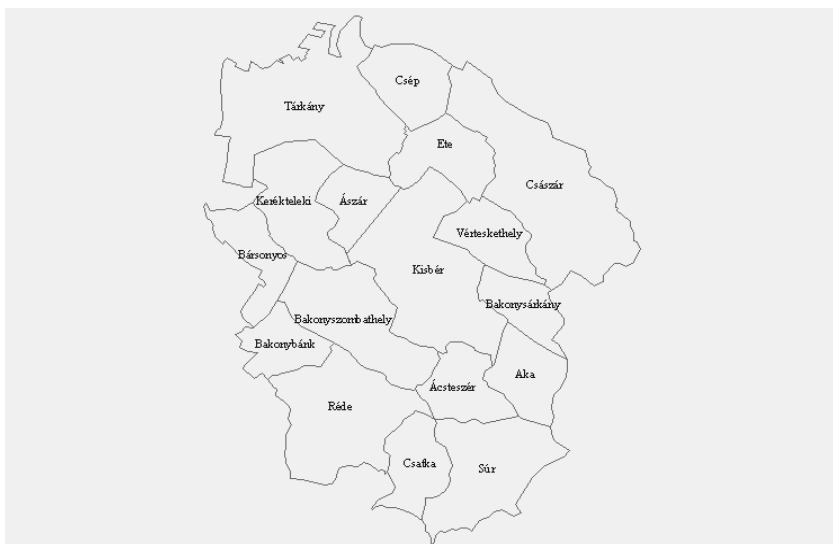 Csép
Tárkány
Ete
Császár
Kerékteleki
Ászár
Vérteskethely
Bársonyos
Kisbér
Bakonysárkány
Bakonyszombathely
Bakonybánk
Aka
Ácsteszér
Réde
Csatka
Súr